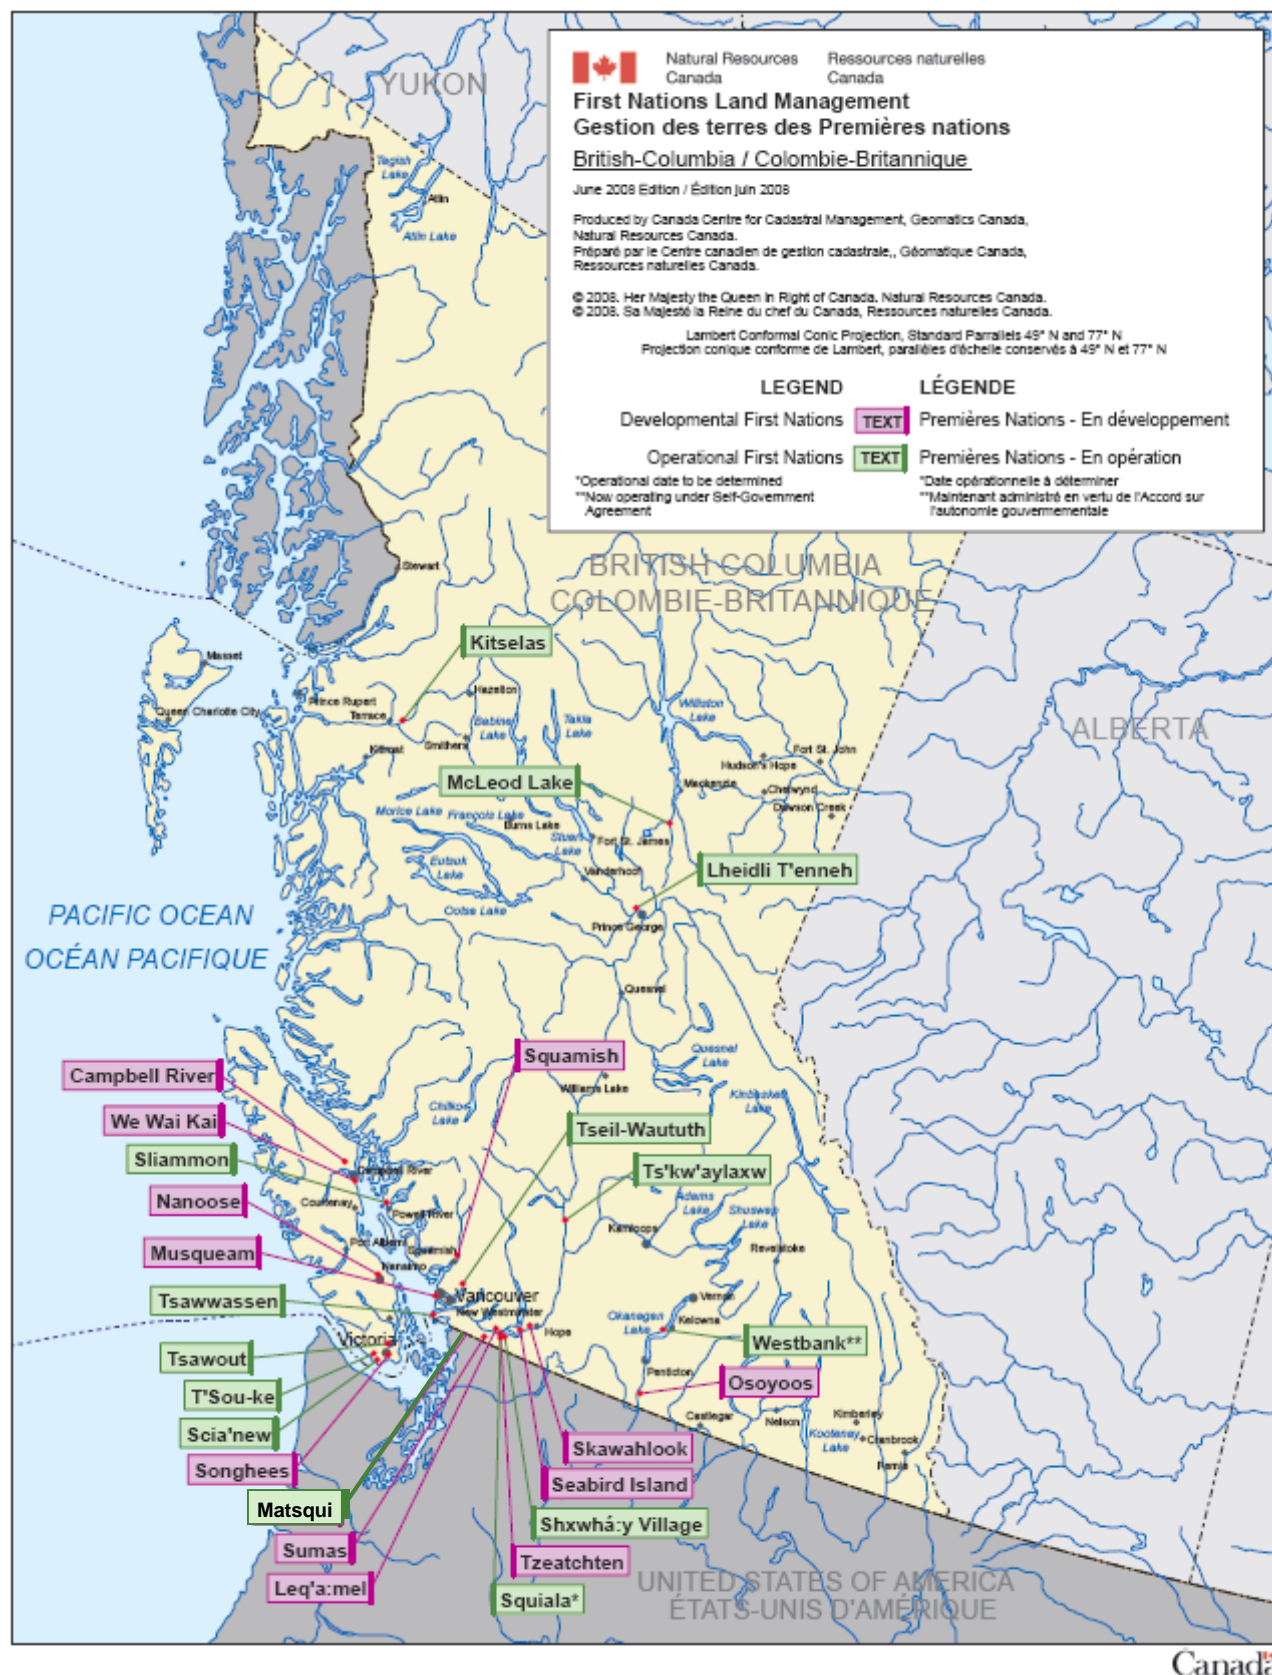 YUKON
Natural Resources Canada
Ressources naturelles Canada
First Nations Land Management
Gestion des terres des Premières nations
British-Columbia / Colombie-Britannique
June 2008 Edition / Édition juin 2008
Produced by Canada Centre for Cadastral Management, Geomatics Canada,
Natural Resources Canada.
Préparé par le Centre canadien de gestion cadastrale,, Géomatique Canada,
Ressources naturelles Canada.
© 2008. Her Majesty the Queen in Right of Canada. Natural Resources Canada.
© 2008. Sa Majesté la Reine du chef du Canada, Ressources naturelles Canada.
Lambert Conformal Conic Projection, Standard Parrallels 49° N and 77° N
Projection conique conforme de Lambert, parallèles d'échelle conservés à 49° N et 77° N
LEGEND LÉGENDE
Developmental First Nations TEXT Premières Nations - En développement
Operational First Nations TEXT Premières Nations - En opération
*Operational date to be determined
**Now operating under Self-Government
Agreement
*Date opérationnelle à déterminer
**Maintenant administré en vertu de l'Accord sur
l'autonomie gouvernementale
Tagish
Lake
Atlin
Atlin Lake
Stewart
BRITISH COLUMBIA
COLOMBIE-BRITANNIQUE
Kitselas
Masset
Hazelton
Prince Rupert
Terrace
Queen Charlotte City
Babine
Lake
Takla
Lake
Williston
Lake
ALBERTA
Smithers
Kitimat
Fort St. John
Hudson's Hope
McLeod Lake
Mackenzie
Chetwynd
Dawson Creek
Morice Lake
François Lake
Burns Lake
Stuart
Lake
Fort St. James
Eutsuk
Lake
Vanderhoof
Lheidli T'enneh
Ootsa Lake
Prince George
PACIFIC OCEAN
OCÉAN PACIFIQUE
Quesnel
Squamish
Quesnel
Lake
Campbell River
Williams Lake
Kinbasket
Lake
Chilko
Lake
We Wai Kai
Tseil-Waututh
Sliammon
Campbell River
Ts'kw'aylaxw
Nanoose
Courtenay
Powell River
Adams
Lake
Shuswap
Lake
Kamloops
Musqueam
Port Alberni
Squamish
Revelstoke
Nanaimo
Tsawwassen
Vancouver
Vernon
New Westminster
Okanagan
Lake
Kelowna
Hope
Victoria
Westbank**
Tsawout
Penticton
Osoyoos
T'Sou-ke
Castlegar
Nelson
Kimberley
Scia'new
Kootenay
Lake
Cranbrook
Skawahlook
Fernie
Songhees
Seabird Island
Matsqui
Shxwhá:y Village
Sumas
Tzeatchten
Leq'a:mel
Squiala*
UNITED STATES OF AMERICA
ÉTATS-UNIS D'AMÉRIQUE
Canada